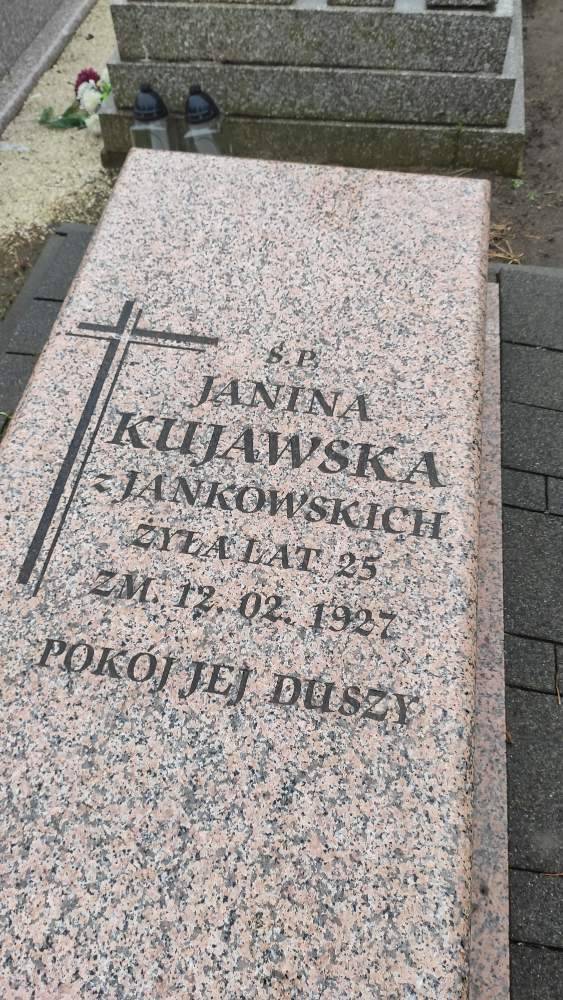 Ś.P.
JANINA
KUJAWSKA
z JANKOWSKICH
ŻYŁA LAT 25
ZM. 12. 02. 1927
POKÓJ JEJ DUSZY